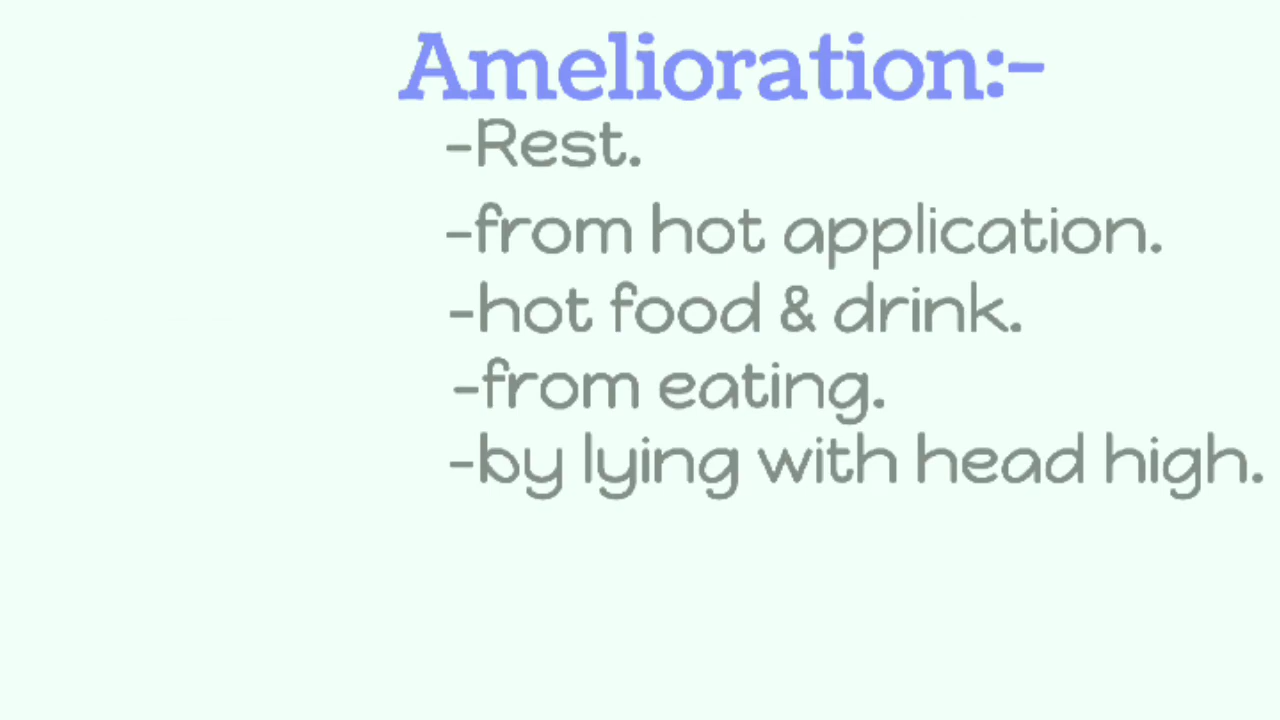 Amelioration:-
-Rest.
-from hot application.
-hot food & drink.
-from eating.
-by lying with head high.